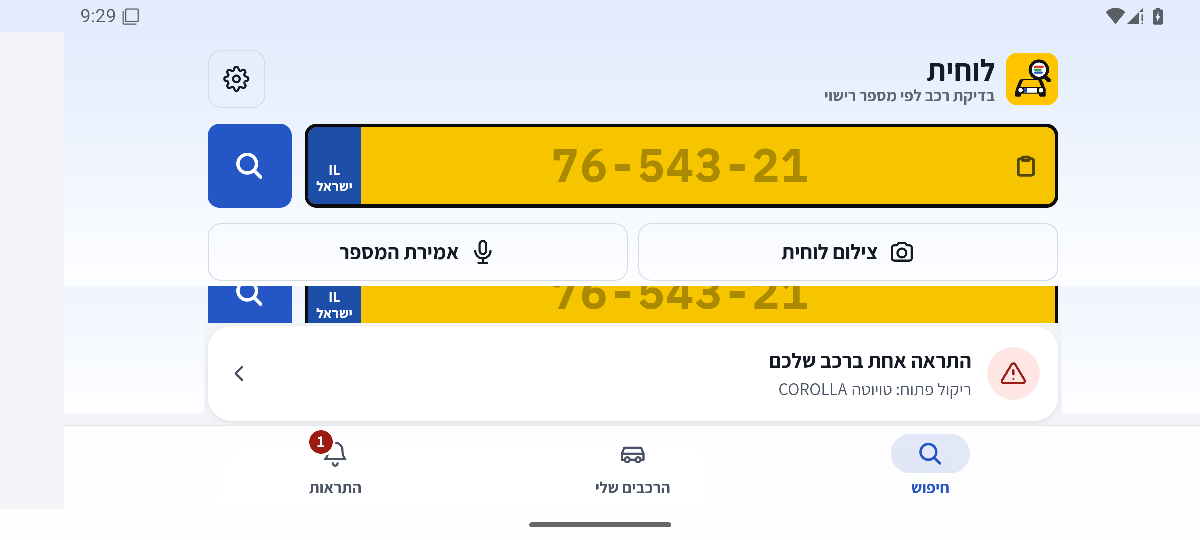 9:29
לוחית
בדיקת רכב לפי מספר רישוי
IL
ישראל
76-543-21
צילום לוחית
אמירת המספר
IL
ישראל
76-543-21
התראה אחת ברכב שלכם
ריקול פתוח: טויוטה COROLLA
חיפוש
הרכבים שלי
1
התראות